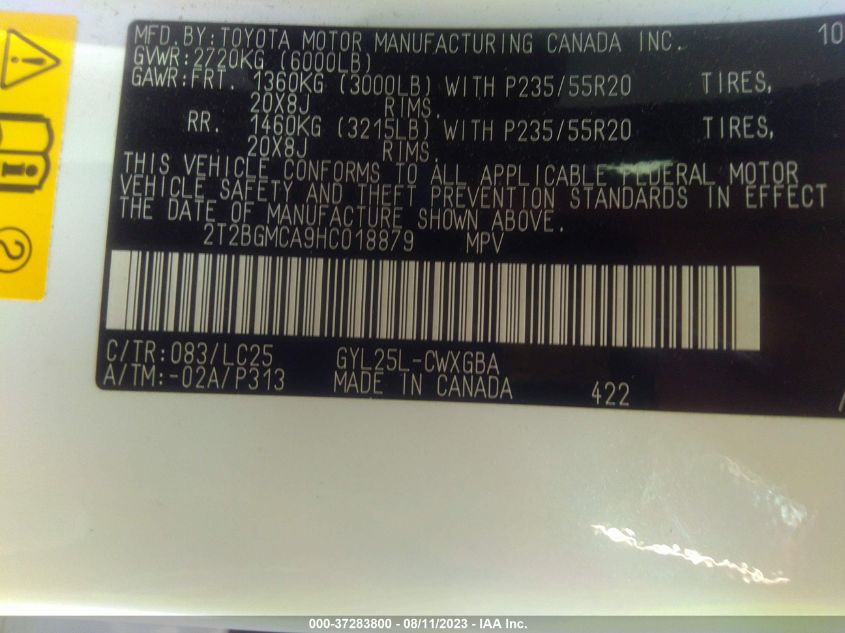 MFD. BY: TOYOTA MOTOR MANUFACTURING CANADA INC. 10
GVWR: 2720KG (6000LB)
GAWR: FRT. 1360KG (3000LB) WITH P235/55R20 TIRES,
20X8J RIMS.
RR. 1460KG (3215LB) WITH P235/55R20 TIRES,
20X8J RIMS.
THIS VEHICLE CONFORMS TO ALL APPLICABLE FEDERAL MOTOR
VEHICLE SAFETY AND THEFT PREVENTION STANDARDS IN EFFECT
THE DATE OF MANUFACTURE SHOWN ABOVE.
2T2BGMCA9HC018879 MPV
C/TR: 083/LC25 GYL25L-CWXGBA
A/TM: -02A/P313 MADE IN CANADA 422
000-37283800 - 08/11/2023 - IAA Inc.